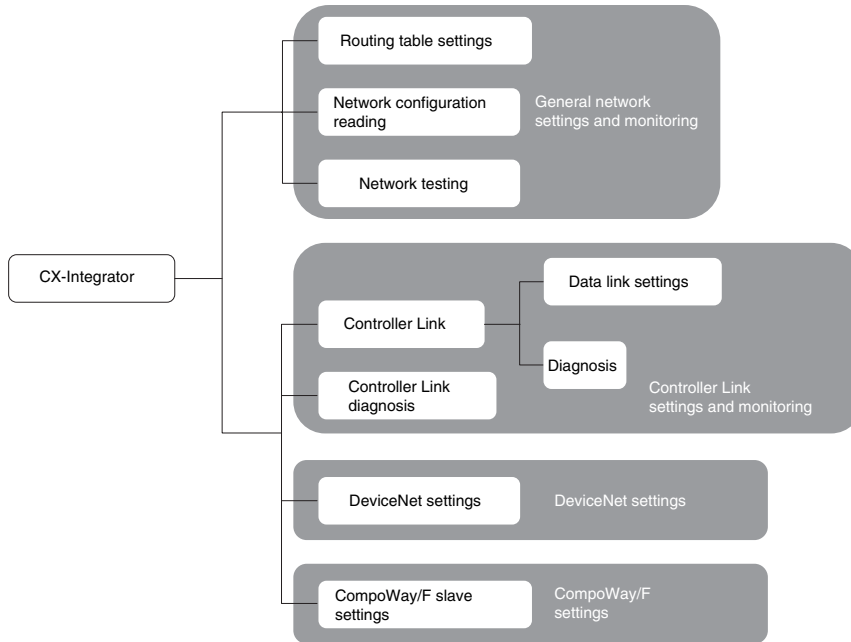 Routing table settings
Network configuration
reading
General network
settings and monitoring
Network testing
CX-Integrator
Data link settings
Controller Link
Diagnosis
Controller Link
diagnosis
Controller Link
settings and monitoring
DeviceNet settings
DeviceNet settings
CompoWay/F slave
settings
CompoWay/F
settings